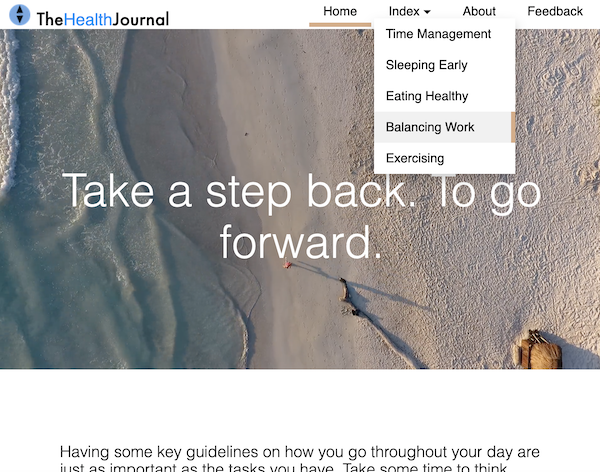 TheHealthJournal
Home Index About Feedback
Time Management
Sleeping Early
Eating Healthy
Balancing Work
Exercising
Take a step back. To go
forward.
Having some key guidelines on how you go throughout your day are
just as important as the tasks you have. Take some time to think